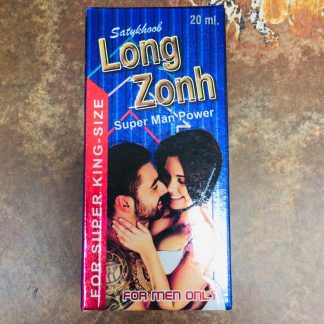 20 ml.
Satykhoob
Long
Zonh
Super Man Power
FOR SUPER KING-SIZE
FOR MEN ONLY